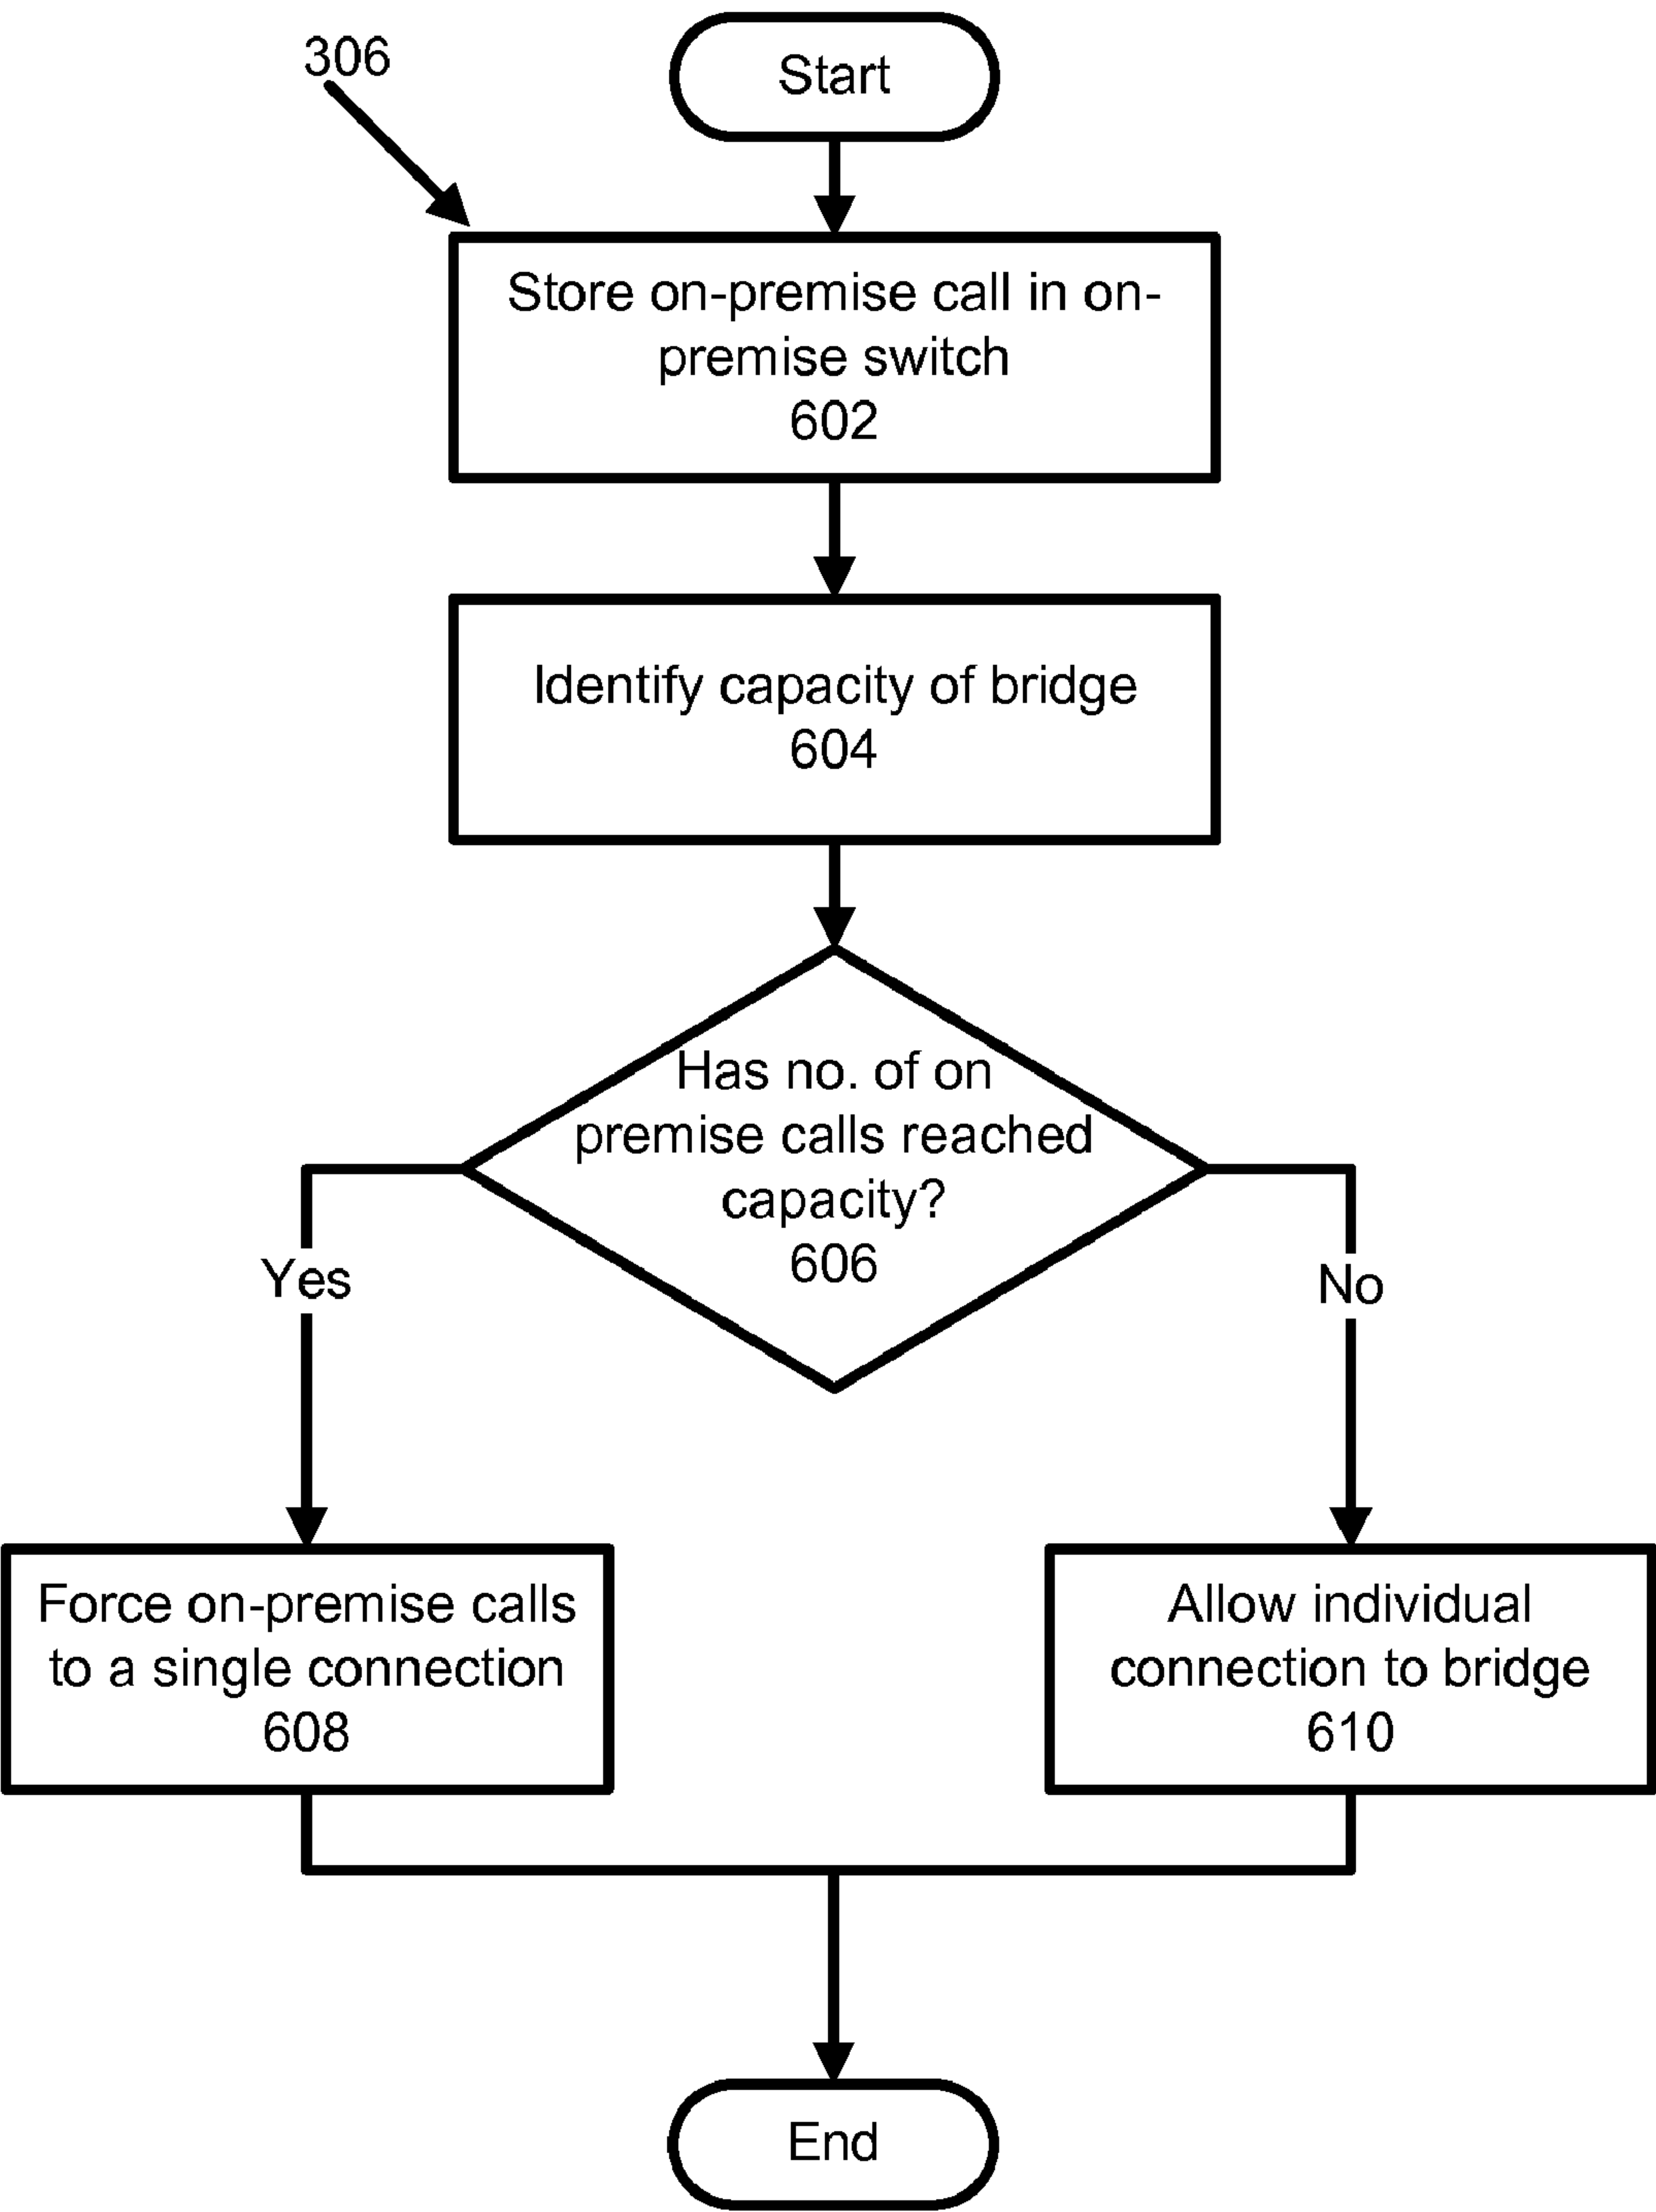 306
Start
Store on-premise call in on-
premise switch
602
Identify capacity of bridge
604
Has no. of on
premise calls reached
capacity?
606
Yes
No
Force on-premise calls
to a single connection
608
Allow individual
connection to bridge
610
End